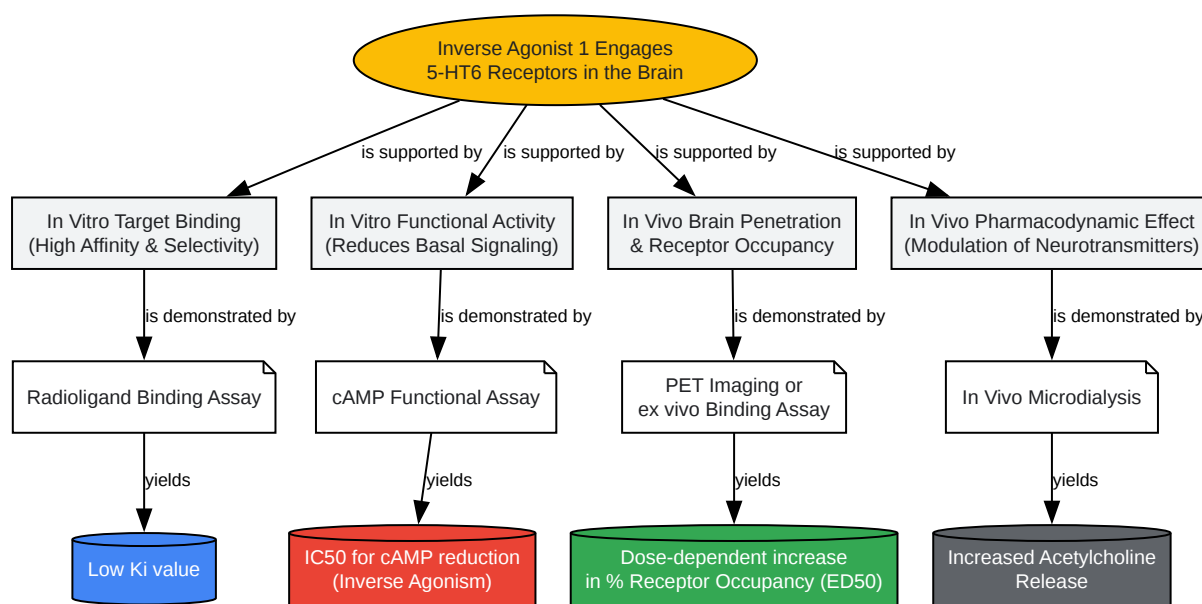 Inverse Agonist 1 Engages
5-HT6 Receptors in the Brain
is supported by
is supported by
is supported by
is supported by
In Vitro Target Binding
(High Affinity & Selectivity)
In Vitro Functional Activity
(Reduces Basal Signaling)
In Vivo Brain Penetration
& Receptor Occupancy
In Vivo Pharmacodynamic Effect
(Modulation of Neurotransmitters)
is demonstrated by
is demonstrated by
is demonstrated by
is demonstrated by
Radioligand Binding Assay
cAMP Functional Assay
PET Imaging or
ex vivo Binding Assay
In Vivo Microdialysis
yields
yields
yields
yields
Low Ki value
IC50 for cAMP reduction
(Inverse Agonism)
Dose-dependent increase
in % Receptor Occupancy (ED50)
Increased Acetylcholine
Release